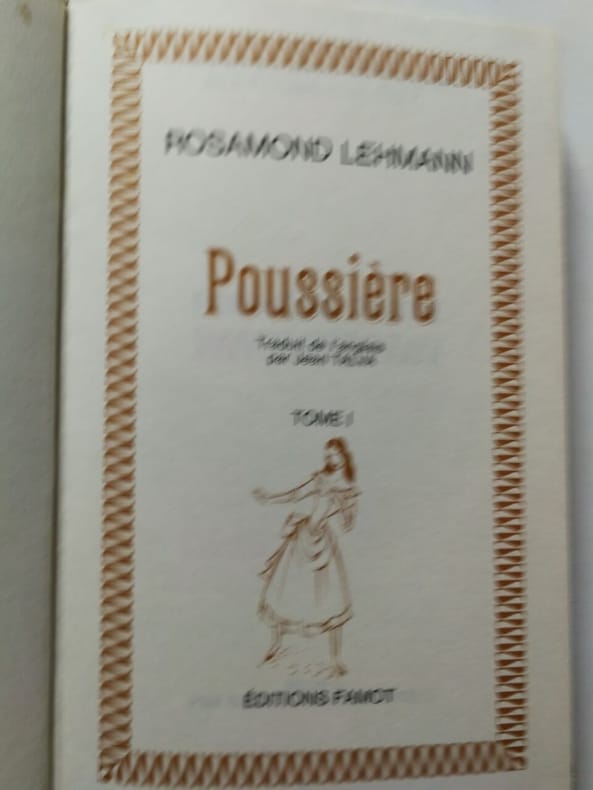 ROSAMOND LEHMANN
Poussière
Traduit de l'anglais
par Jean TALVA
TOME I
ÉDITIONS FAMOT